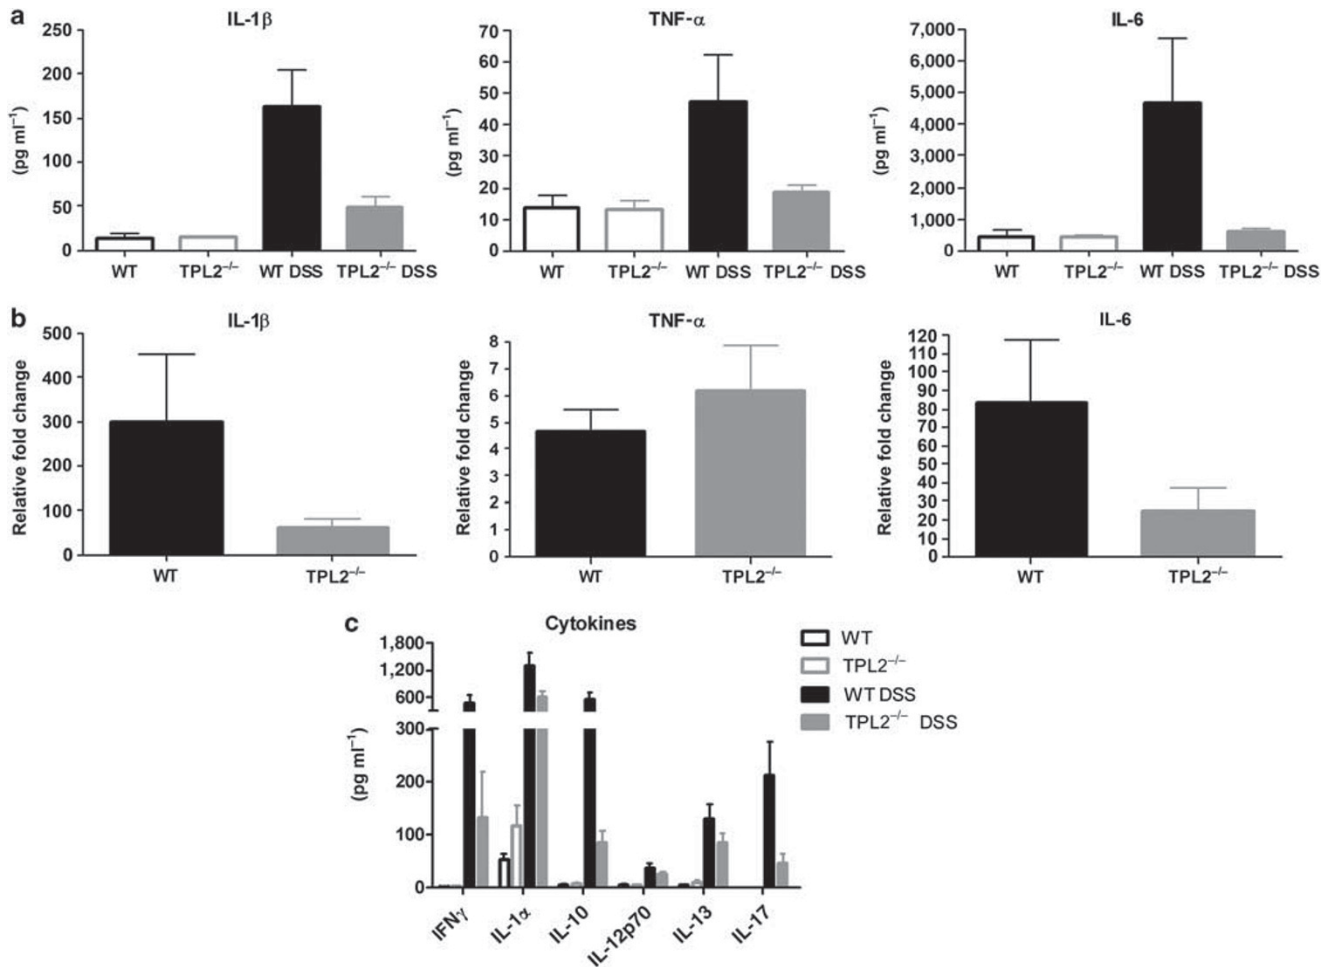 a
IL-1β
TNF-α
IL-6
(pg ml⁻¹)
250
200
150
100
50
0
WT TPL2⁻/⁻ WT DSS TPL2⁻/⁻ DSS
(pg ml⁻¹)
70
60
50
40
30
20
10
0
WT TPL2⁻/⁻ WT DSS TPL2⁻/⁻ DSS
(pg ml⁻¹)
7,000
6,000
5,000
4,000
3,000
2,000
1,000
0
WT TPL2⁻/⁻ WT DSS TPL2⁻/⁻ DSS
b
IL-1β
TNF-α
IL-6
Relative fold change
500
400
300
200
100
0
WT TPL2⁻/⁻
Relative fold change
8
7
6
5
4
3
2
1
0
WT TPL2⁻/⁻
Relative fold change
120
110
100
90
80
70
60
50
40
30
20
10
0
WT TPL2⁻/⁻
c
Cytokines
(pg ml⁻¹)
1,800
1,200
600
300
200
100
0
IFNγ IL-1α IL-10 IL-12p70 IL-13 IL-17
WT
TPL2⁻/⁻
WT DSS
TPL2⁻/⁻ DSS